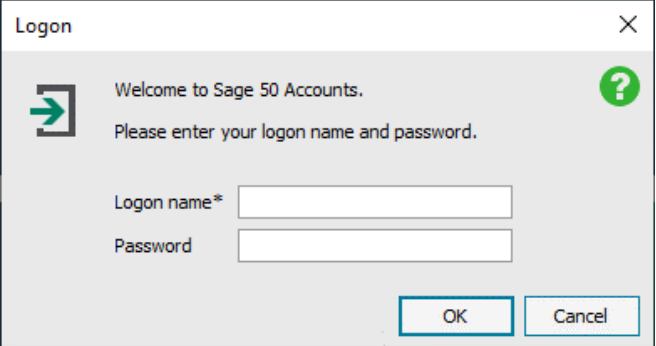 Logon
Welcome to Sage 50 Accounts.
Please enter your logon name and password.
Logon name*
Password
OK
Cancel